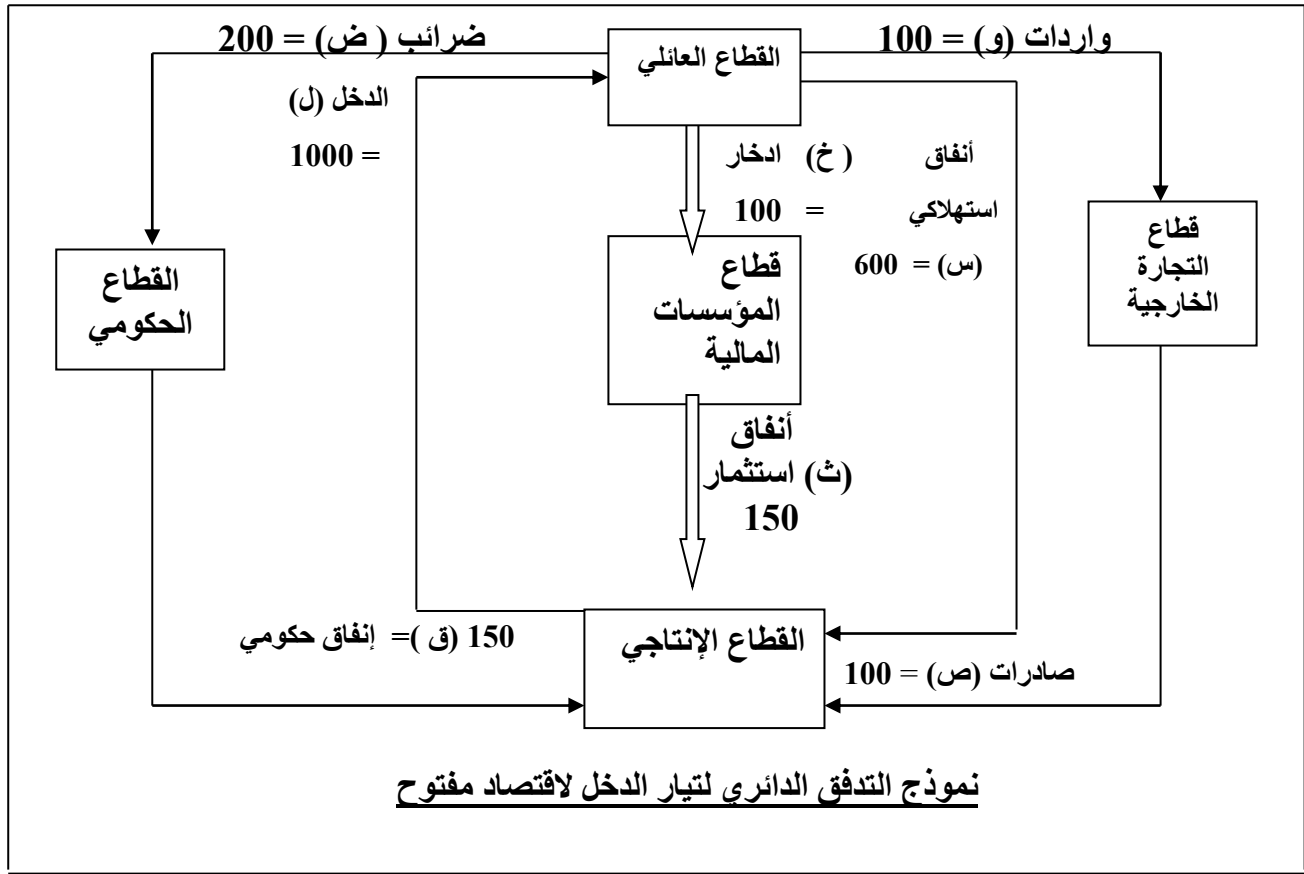 واردات (و) = 100
ضرائب ( ض) = 200
القطاع العائلي
الدخل (ل)
= 1000
أنفاق
استهلاكي
(س) = 600
( خ) ادخار
= 100
قطاع
التجارة
الخارجية
قطاع
المؤسسات
المالية
القطاع
الحكومي
أنفاق
(ث) استثمار
150
القطاع الإنتاجي
150 (ق )= إنفاق حكومي
صادرات (ص) = 100
نموذج التدفق الدائري لتيار الدخل لاقتصاد مفتوح